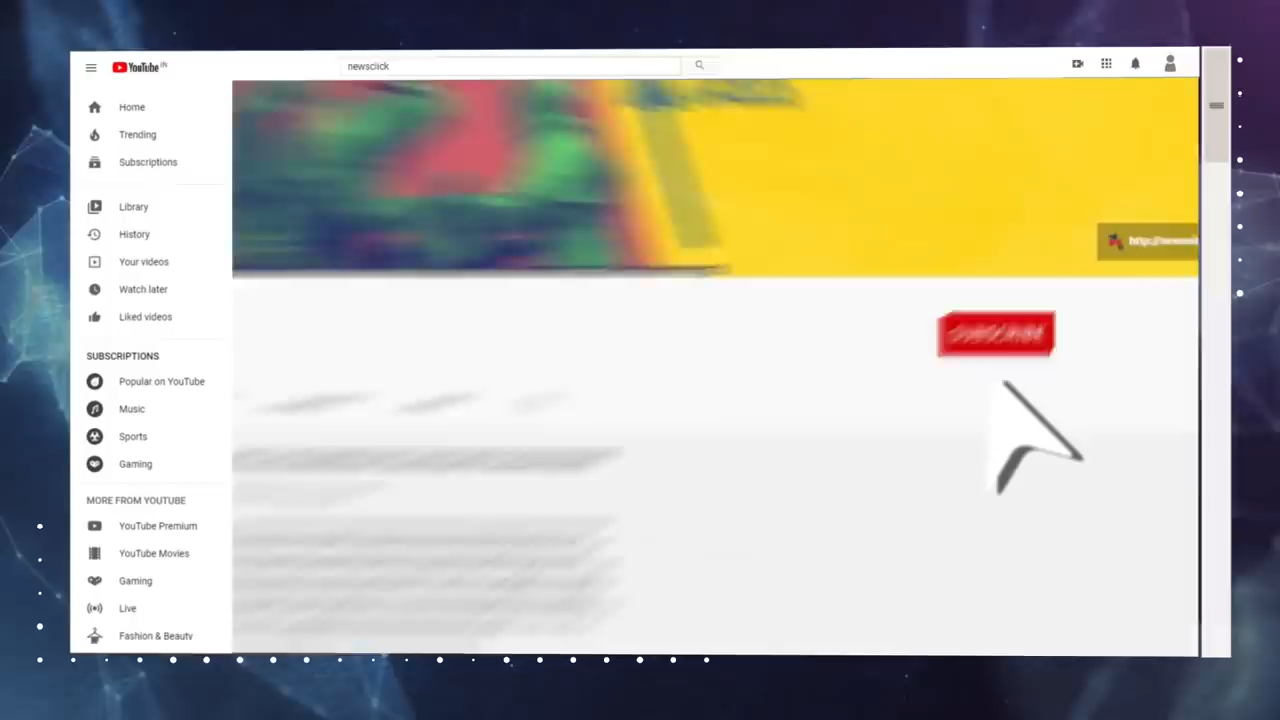 YouTube IN
newsclick
Home
Trending
Subscriptions
Library
History
Your videos
Watch later
Liked videos
SUBSCRIPTIONS
Popular on YouTube
Music
Sports
Gaming
MORE FROM YOUTUBE
YouTube Premium
YouTube Movies
Gaming
Live
Fashion & Beauty
SUBSCRIBE